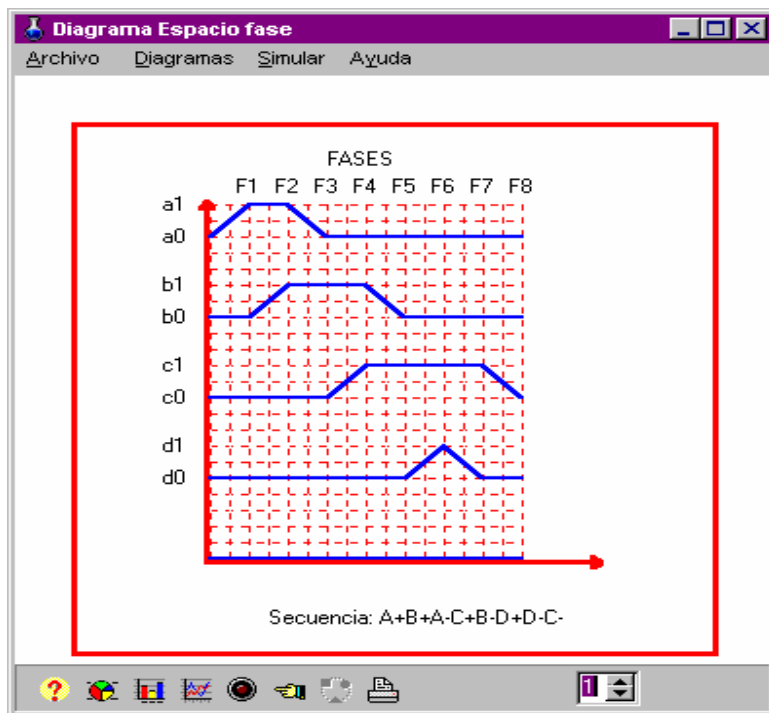 Diagrama Espacio fase
Archivo Diagramas Simular Ayuda
FASES
F1 F2 F3 F4 F5 F6 F7 F8
a1
a0
b1
b0
c1
c0
d1
d0
Secuencia: A+B+A-C+B-D+D-C-
?
1